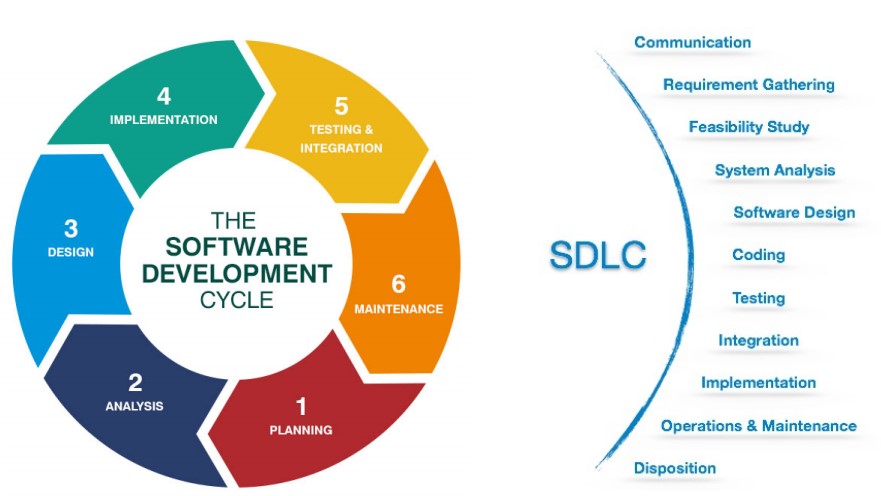 4
IMPLEMENTATION
5
TESTING &
INTEGRATION
3
DESIGN
THE
SOFTWARE
DEVELOPMENT
CYCLE
6
MAINTENANCE
2
ANALYSIS
1
PLANNING
SDLC
Communication
Requirement Gathering
Feasibility Study
System Analysis
Software Design
Coding
Testing
Integration
Implementation
Operations & Maintenance
Disposition